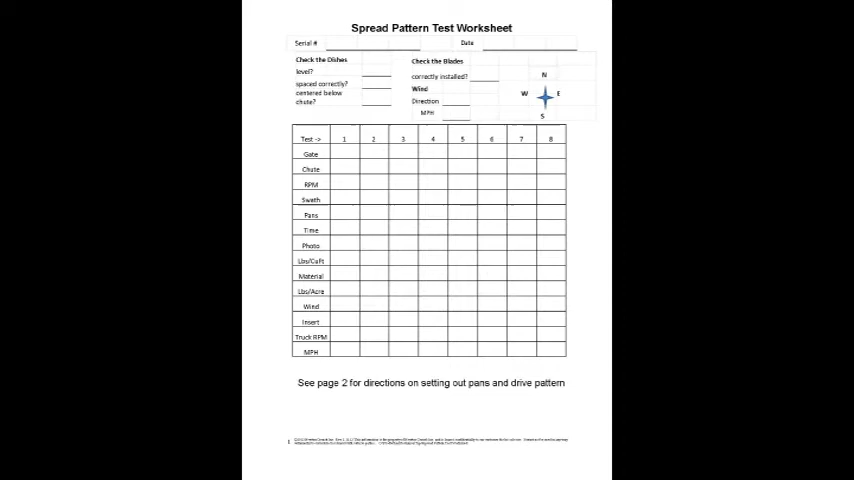 Spread Pattern Test Worksheet
Serial # Date
Check the Dishes
level?
spaced correctly?
centered below
chute?
Check the Blades
correctly installed?
Wind
Direction
MPH
N
W E
S
Test -> 1 2 3 4 5 6 7 8
Gate
Chute
RPM
Swath
Pans
Time
Photo
Lbs/Cuft
Material
Lbs/Acre
Wind
Insert
Truck RPM
MPH
See page 2 for directions on setting out pans and drive pattern
1